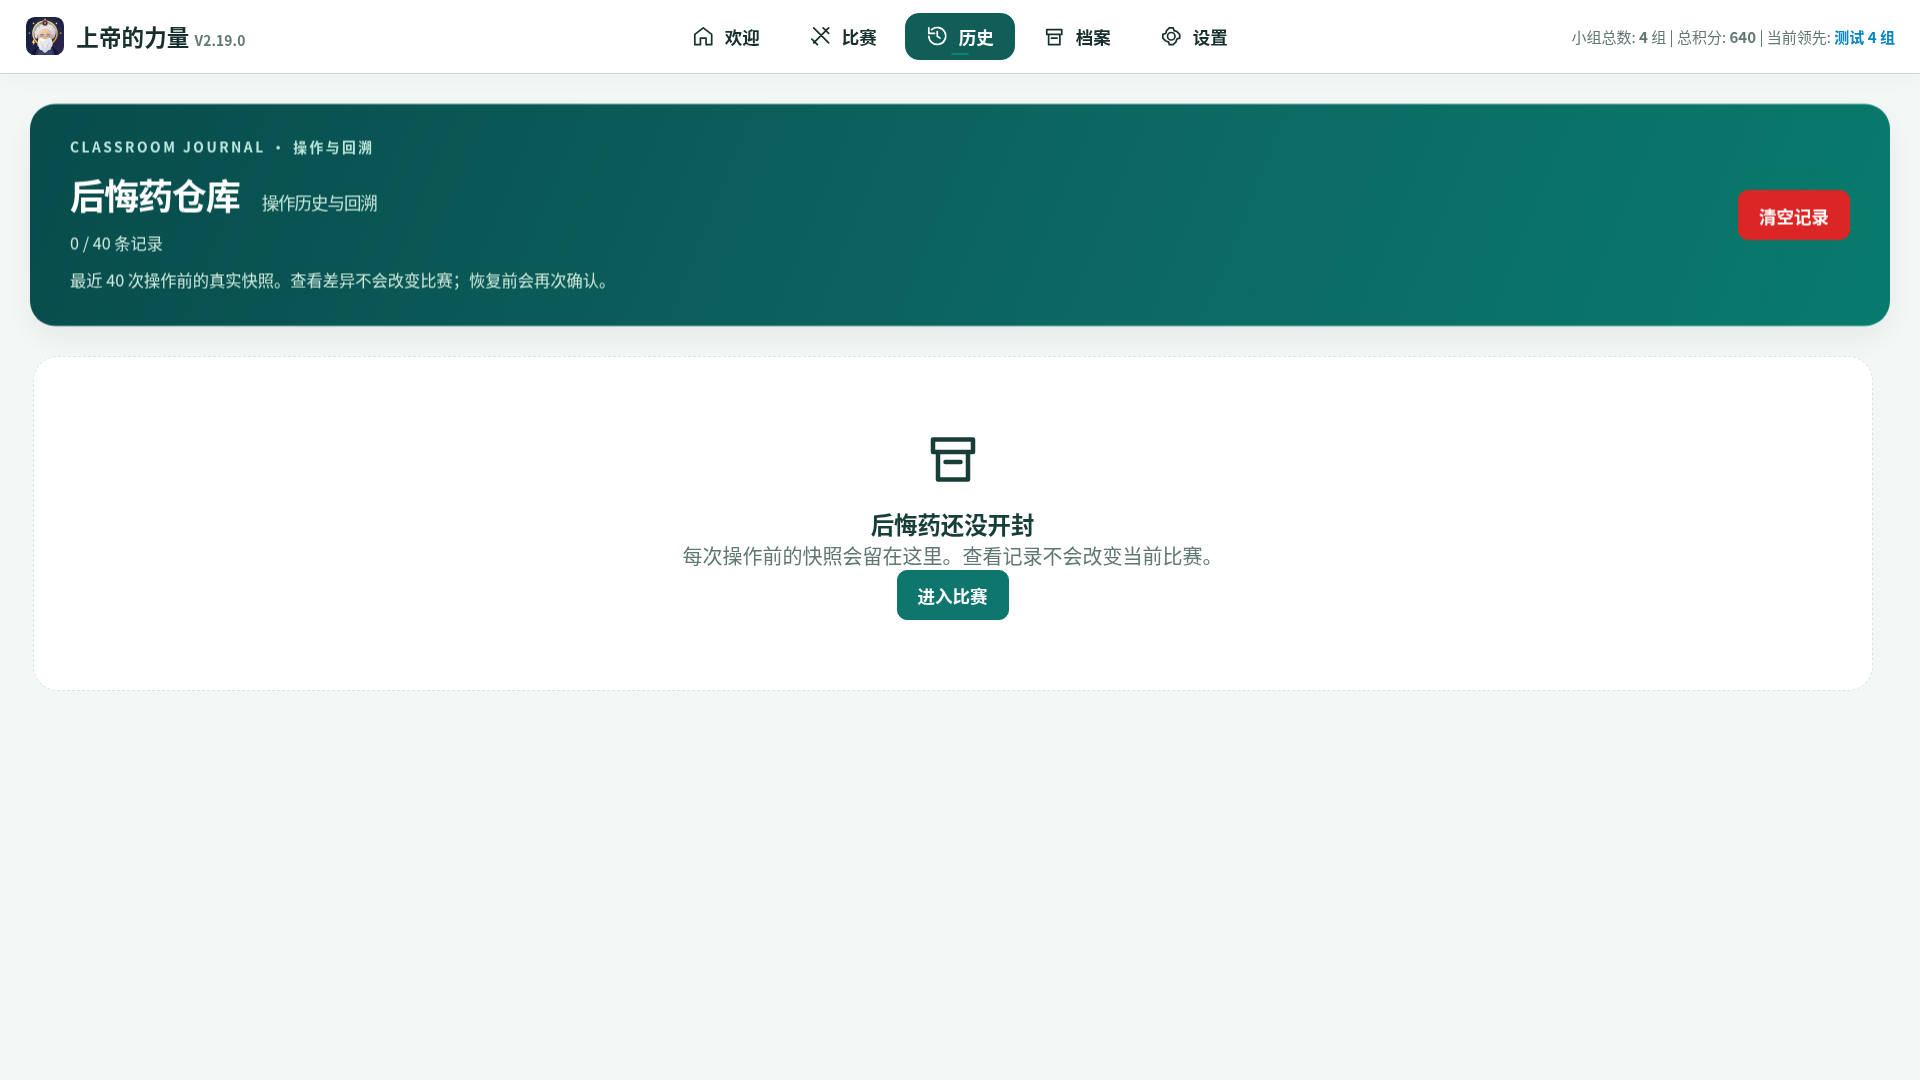 上帝的力量 V2.19.0
欢迎
比赛
历史
档案
设置
小组总数: 4 组 | 总积分: 640 | 当前领先: 测试 4 组
CLASSROOM JOURNAL · 操作与回溯
后悔药仓库 操作历史与回溯
0 / 40 条记录
最近 40 次操作前的真实快照。查看差异不会改变比赛；恢复前会再次确认。
清空记录
后悔药还没开封
每次操作前的快照会留在这里。查看记录不会改变当前比赛。
进入比赛